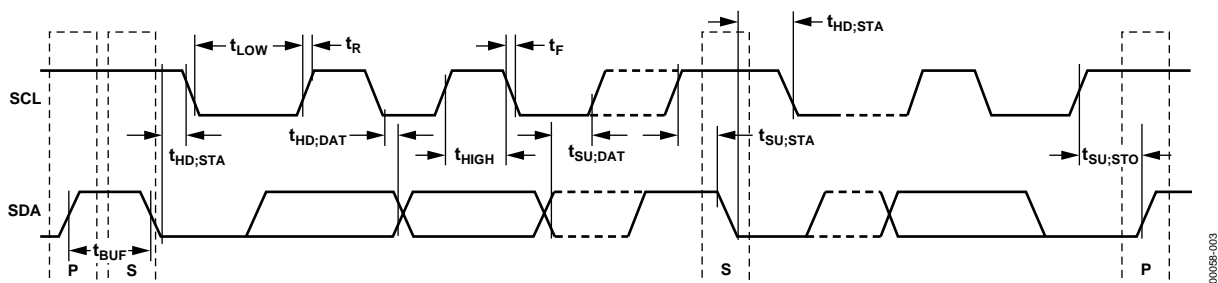 tHD;STA
tLOW
tR
tF
SCL
tHD;STA
tHD;DAT
tHIGH
tSU;DAT
tSU;STA
tSU;STO
SDA
tBUF
P
S
S
P
00058-003